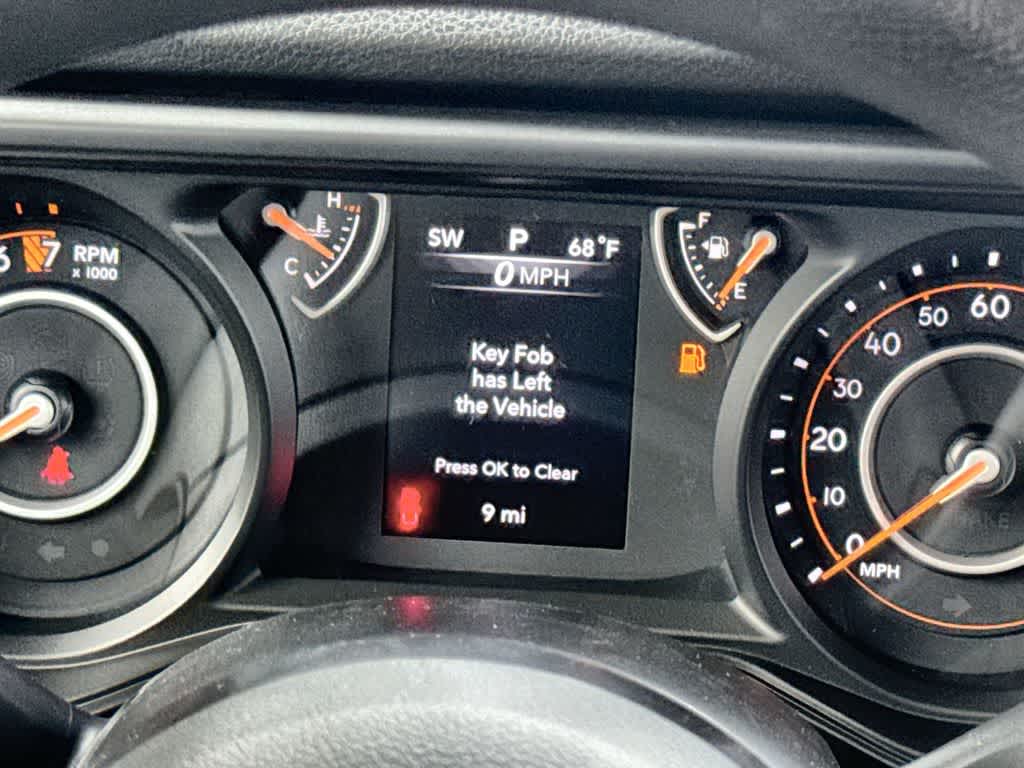 SW P 68°F
0 MPH
H
C
F
E
6 7 RPM
x 1000
Key Fob
has Left
the Vehicle
Press OK to Clear
9 mi
0 10 20 30 40 50 60
MPH